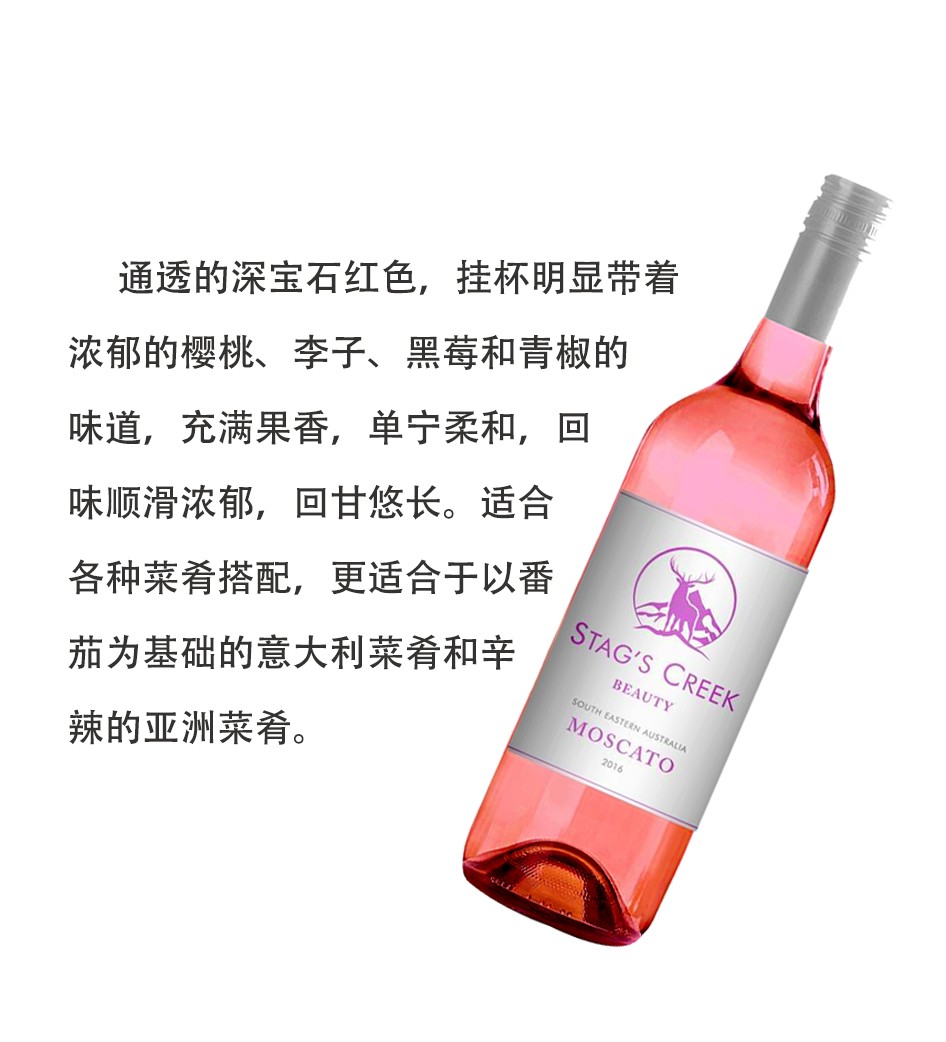 通透的深宝石红色，挂杯明显带着
浓郁的樱桃、李子、黑莓和青椒的
味道，充满果香，单宁柔和，回
味顺滑浓郁，回甘悠长。适合
各种菜肴搭配，更适合于以番
茄为基础的意大利菜肴和辛
辣的亚洲菜肴。
STAG'S CREEK
BEAUTY
SOUTH EASTERN AUSTRALIA
MOSCATO
2016